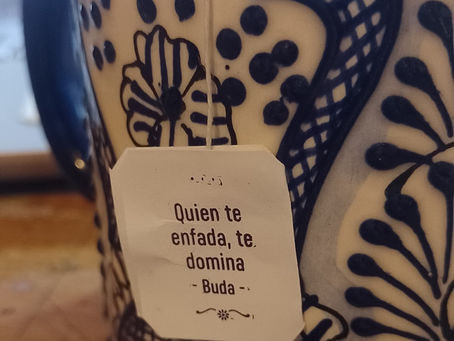 Quien te
enfada, te
domina
- Buda -